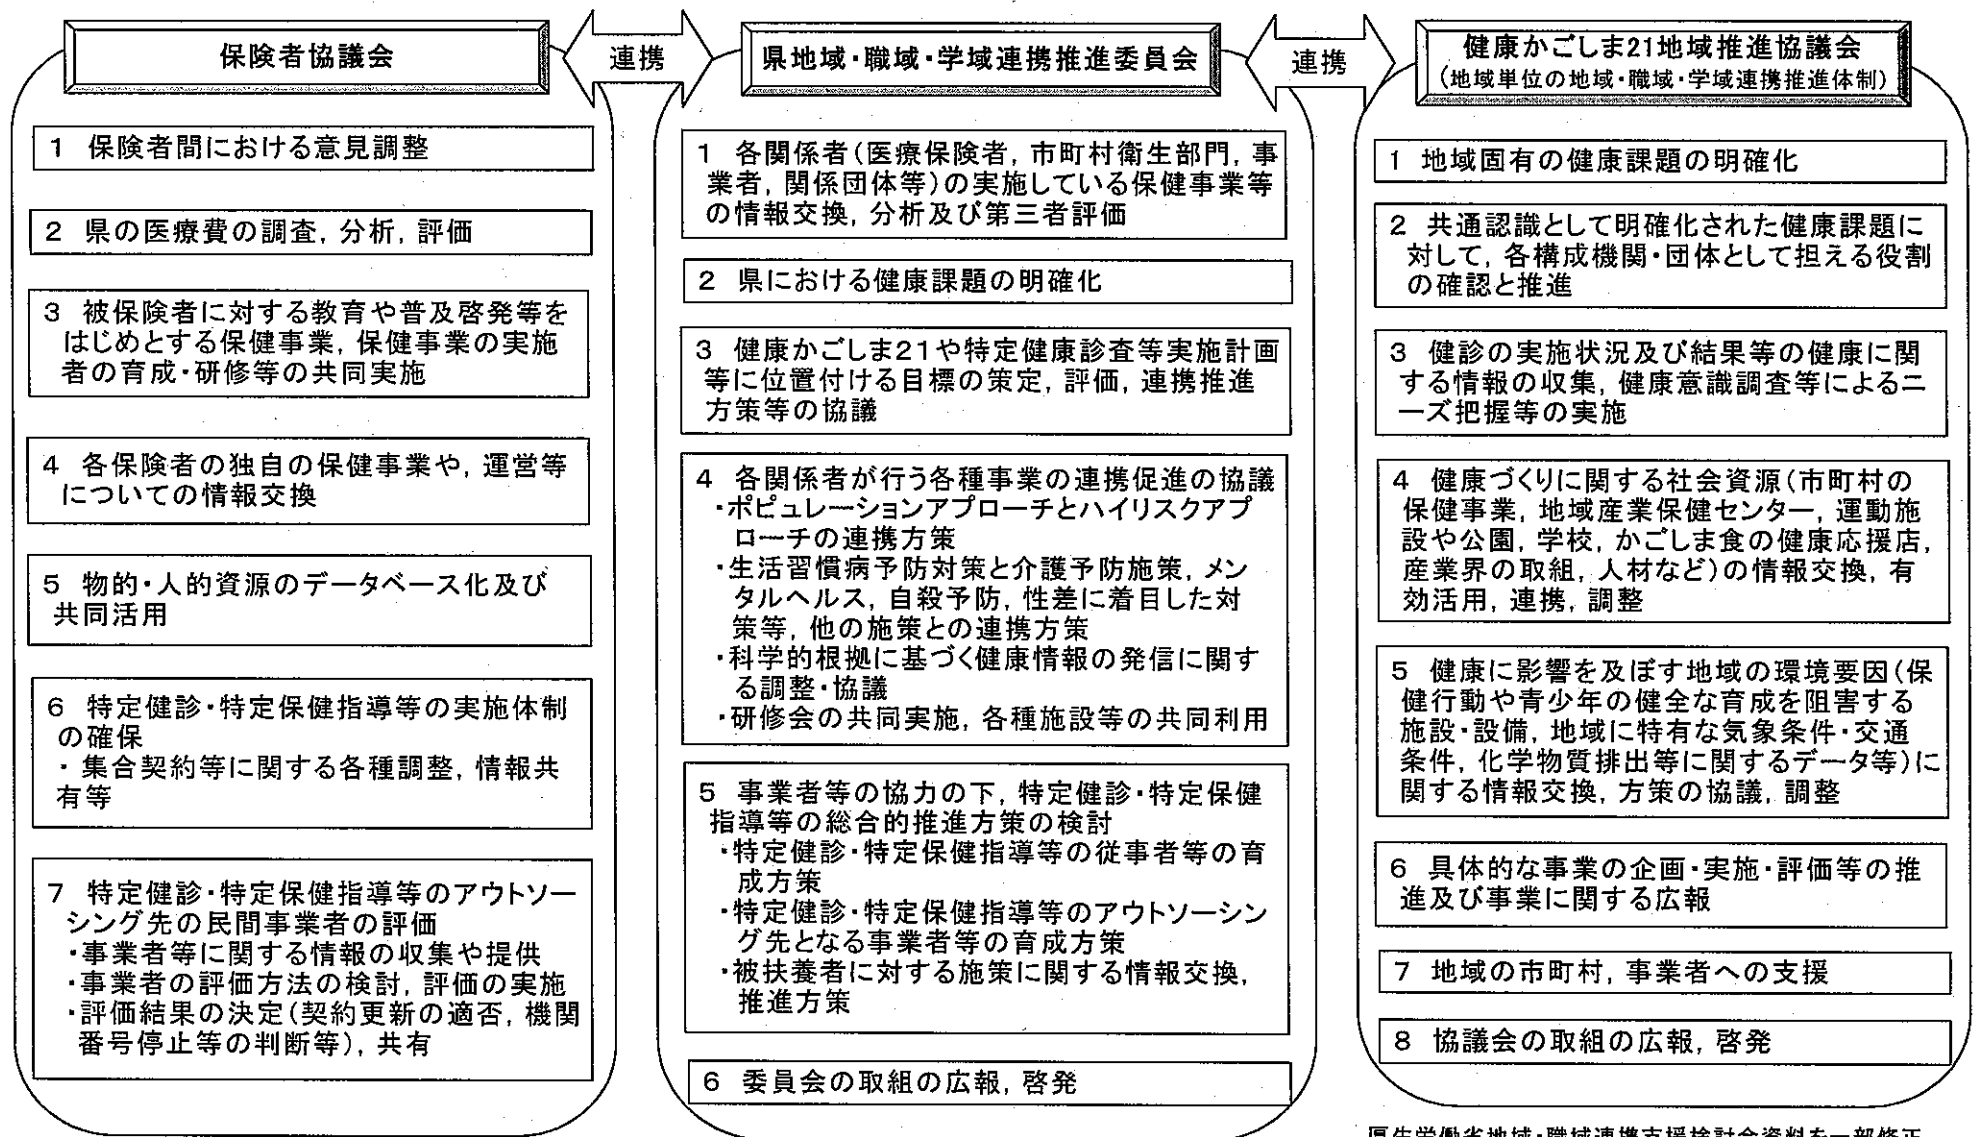 保険者協議会
1 保険者間における意見調整
2 県の医療費の調査, 分析, 評価
3 被保険者に対する教育や普及啓発等を
はじめとする保健事業, 保健事業の実施
者の育成・研修等の共同実施
4 各保険者の独自の保健事業や, 運営等
についての情報交換
5 物的・人的資源のデータベース化及び
共同活用
6 特定健診・特定保健指導等の実施体制
の確保
・ 集合契約等に関する各種調整, 情報共
有等
7 特定健診・特定保健指導等のアウトソー
シング先の民間事業者の評価
・事業者等に関する情報の収集や提供
・事業者の評価方法の検討, 評価の実施
・評価結果の決定(契約更新の適否, 機関
番号停止等の判断等), 共有
連携
県地域・職域・学域連携推進委員会
1 各関係者(医療保険者, 市町村衛生部門, 事
業者, 関係団体等)の実施している保健事業等
の情報交換, 分析及び第三者評価
2 県における健康課題の明確化
3 健康かごしま21や特定健康診査等実施計画
等に位置付ける目標の策定, 評価, 連携推進
方策等の協議
4 各関係者が行う各種事業の連携促進の協議
・ポピュレーションアプローチとハイリスクアプ
ローチの連携方策
・生活習慣病予防対策と介護予防施策, メン
タルヘルス, 自殺予防, 性差に着目した対
策等, 他の施策との連携方策
・科学的根拠に基づく健康情報の発信に関す
る調整・協議
・研修会の共同実施, 各種施設等の共同利用
5 事業者等の協力の下, 特定健診・特定保健
指導等の総合的推進方策の検討
・特定健診・特定保健指導等の従事者等の育
成方策
・特定健診・特定保健指導等のアウトソーシン
グ先となる事業者等の育成方策
・被扶養者に対する施策に関する情報交換,
推進方策
6 委員会の取組の広報, 啓発
連携
健康かごしま21地域推進協議会
(地域単位の地域・職域・学域連携推進体制)
1 地域固有の健康課題の明確化
2 共通認識として明確化された健康課題に
対して, 各構成機関・団体として担える役割
の確認と推進
3 健診の実施状況及び結果等の健康に関
する情報の収集, 健康意識調査等によるニ
ーズ把握等の実施
4 健康づくりに関する社会資源(市町村の
保健事業, 地域産業保健センター, 運動施
設や公園, 学校, かごしま食の健康応援店,
産業界の取組, 人材など)の情報交換, 有
効活用, 連携, 調整
5 健康に影響を及ぼす地域の環境要因(保
健行動や青少年の健全な育成を阻害する
施設・設備, 地域に特有な気象条件・交通
条件, 化学物質排出等に関するデータ等)に
関する情報交換, 方策の協議, 調整
6 具体的な事業の企画・実施・評価等の推
進及び事業に関する広報
7 地域の市町村, 事業者への支援
8 協議会の取組の広報, 啓発
厚生労働省地域・職域連携支援検討会資料を一部修正